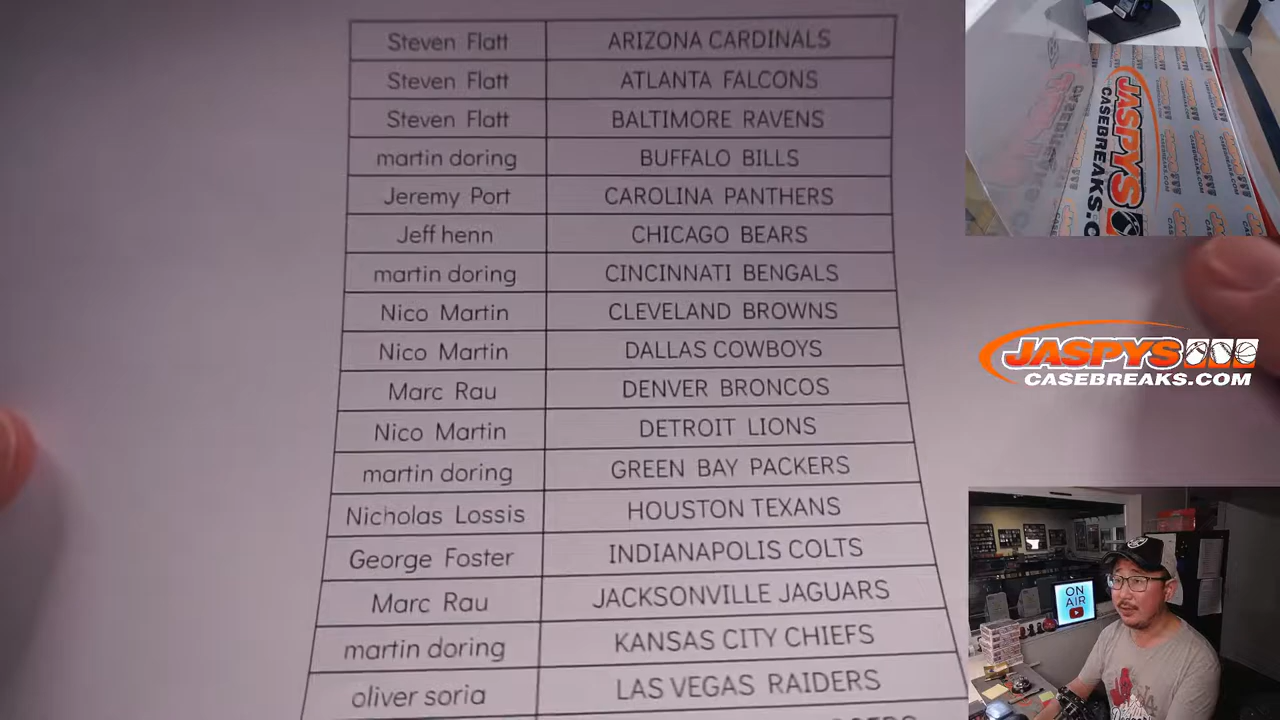 Steven Flatt ARIZONA CARDINALS
Steven Flatt ATLANTA FALCONS
Steven Flatt BALTIMORE RAVENS
martin doring BUFFALO BILLS
Jeremy Port CAROLINA PANTHERS
Jeff henn CHICAGO BEARS
martin doring CINCINNATI BENGALS
Nico Martin CLEVELAND BROWNS
Nico Martin DALLAS COWBOYS
Marc Rau DENVER BRONCOS
Nico Martin DETROIT LIONS
martin doring GREEN BAY PACKERS
Nicholas Lossis HOUSTON TEXANS
George Foster INDIANAPOLIS COLTS
Marc Rau JACKSONVILLE JAGUARS
martin doring KANSAS CITY CHIEFS
oliver soria LAS VEGAS RAIDERS
JASPYS
CASEBREAKS.COM
JASPYS
CASEBREAKS.C
ON
AIR